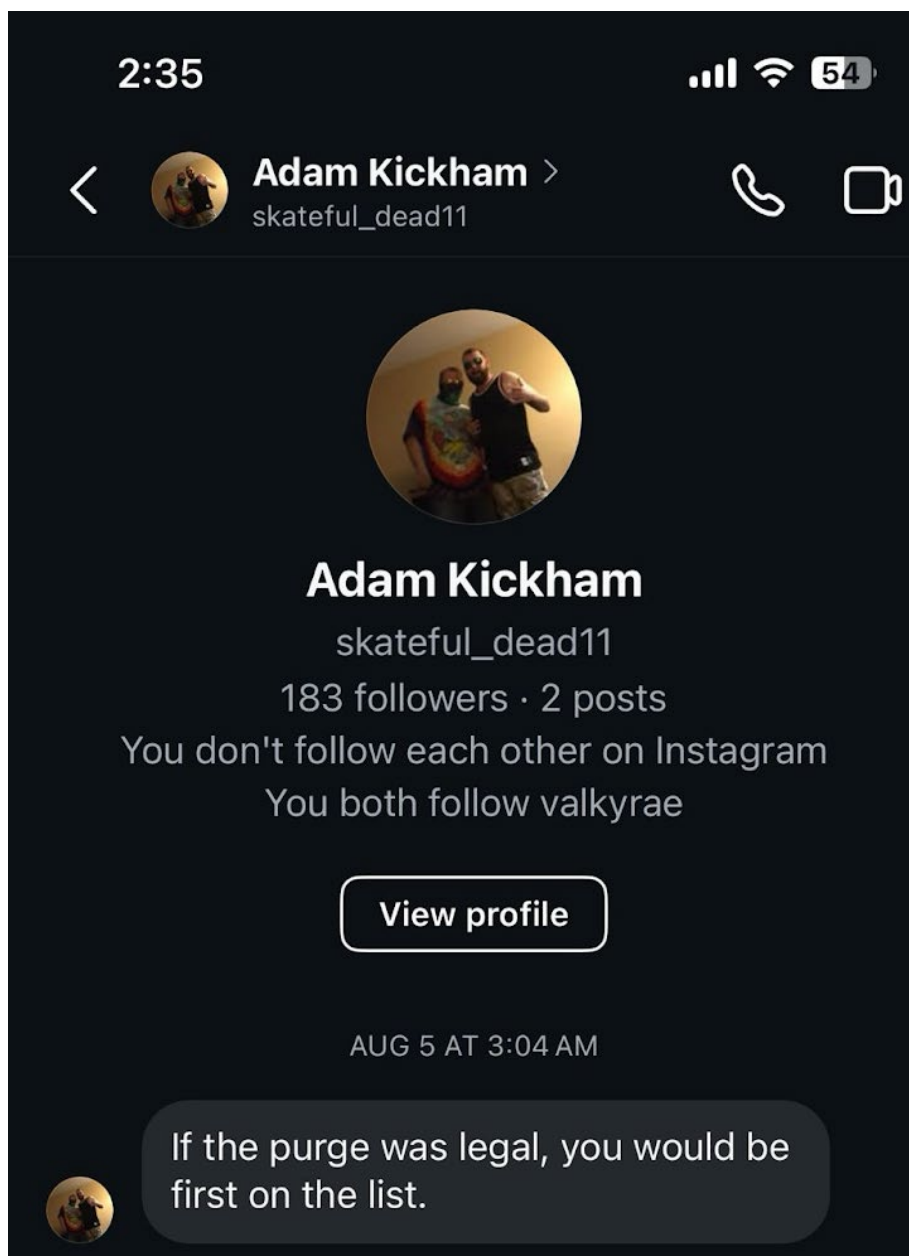 2:35
54
Adam Kickham >
skateful_dead11
Adam Kickham
skateful_dead11
183 followers · 2 posts
You don't follow each other on Instagram
You both follow valkyrae
View profile
AUG 5 AT 3:04 AM
If the purge was legal, you would be
first on the list.